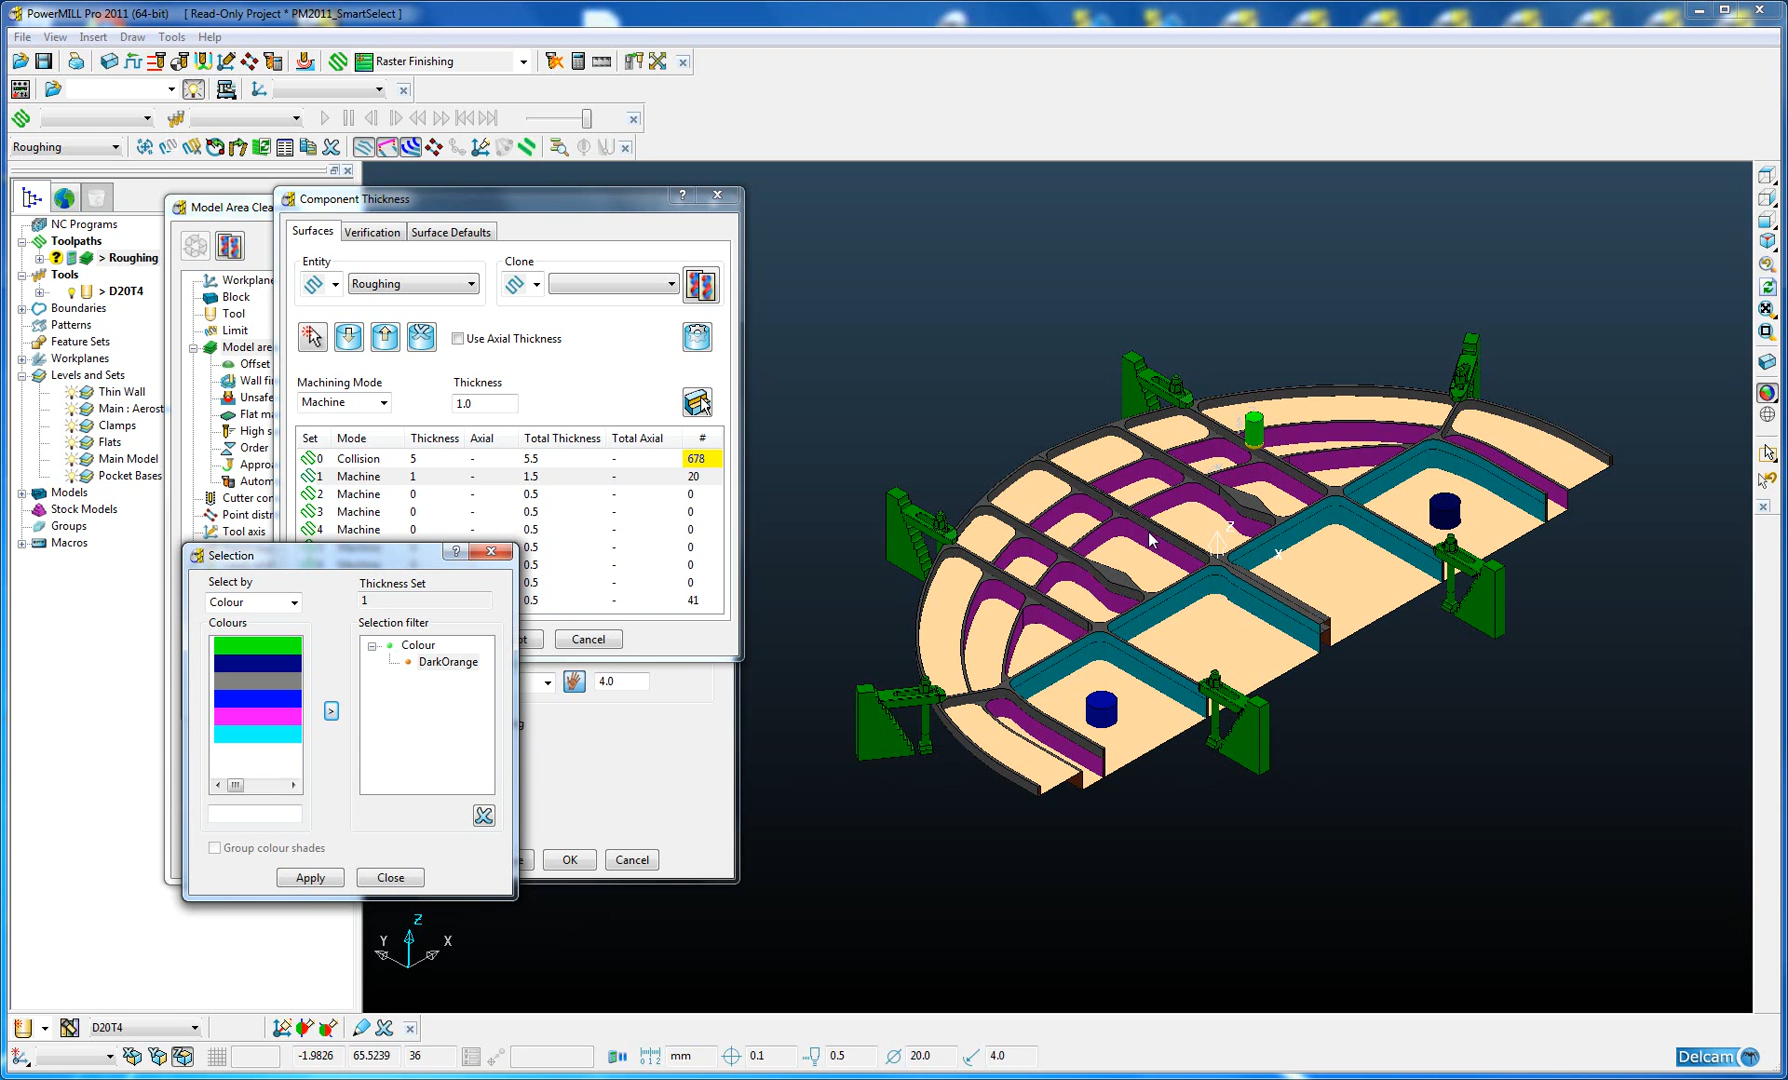 PowerMILL Pro 2011 (64-bit)   [ Read-Only Project * PM2011_SmartSelect ]
File View Insert Draw Tools Help
Raster Finishing
Roughing
NC Programs
Toolpaths
> Roughing
Tools
> D20T4
Boundaries
Patterns
Feature Sets
Workplanes
Levels and Sets
Thin Wall
Main : Aerost
Clamps
Flats
Main Model
Pocket Bases
Models
Stock Models
Groups
Macros
Model Area Clea
Workplane
Block
Tool
Limit
Model area
Offset
Wall fin
Unsafe
Flat ma
High s
Order
Approa
Autom
Cutter con
Point distr
Tool axis
Component Thickness
Surfaces Verification Surface Defaults
Entity Clone
Roughing
Use Axial Thickness
Machining Mode Thickness
Machine 1.0
Set Mode Thickness Axial Total Thickness Total Axial #
0 Collision 5 - 5.5 - 678
1 Machine 1 - 1.5 - 20
2 Machine 0 - 0.5 - 0
3 Machine 0 - 0.5 - 0
4 Machine 0 - 0.5 - 0
0.5 - 0
0.5 - 0
0.5 - 0
0.5 - 41
pt Cancel
4.0
g
e OK Cancel
Selection
Select by Thickness Set
Colour 1
Colours Selection filter
Colour
DarkOrange
>
Group colour shades
Apply Close
Z
X
Z
Y X
D20T4
-1.9826 65.5239 36 mm 0.1 0.5 20.0 4.0
Delcam